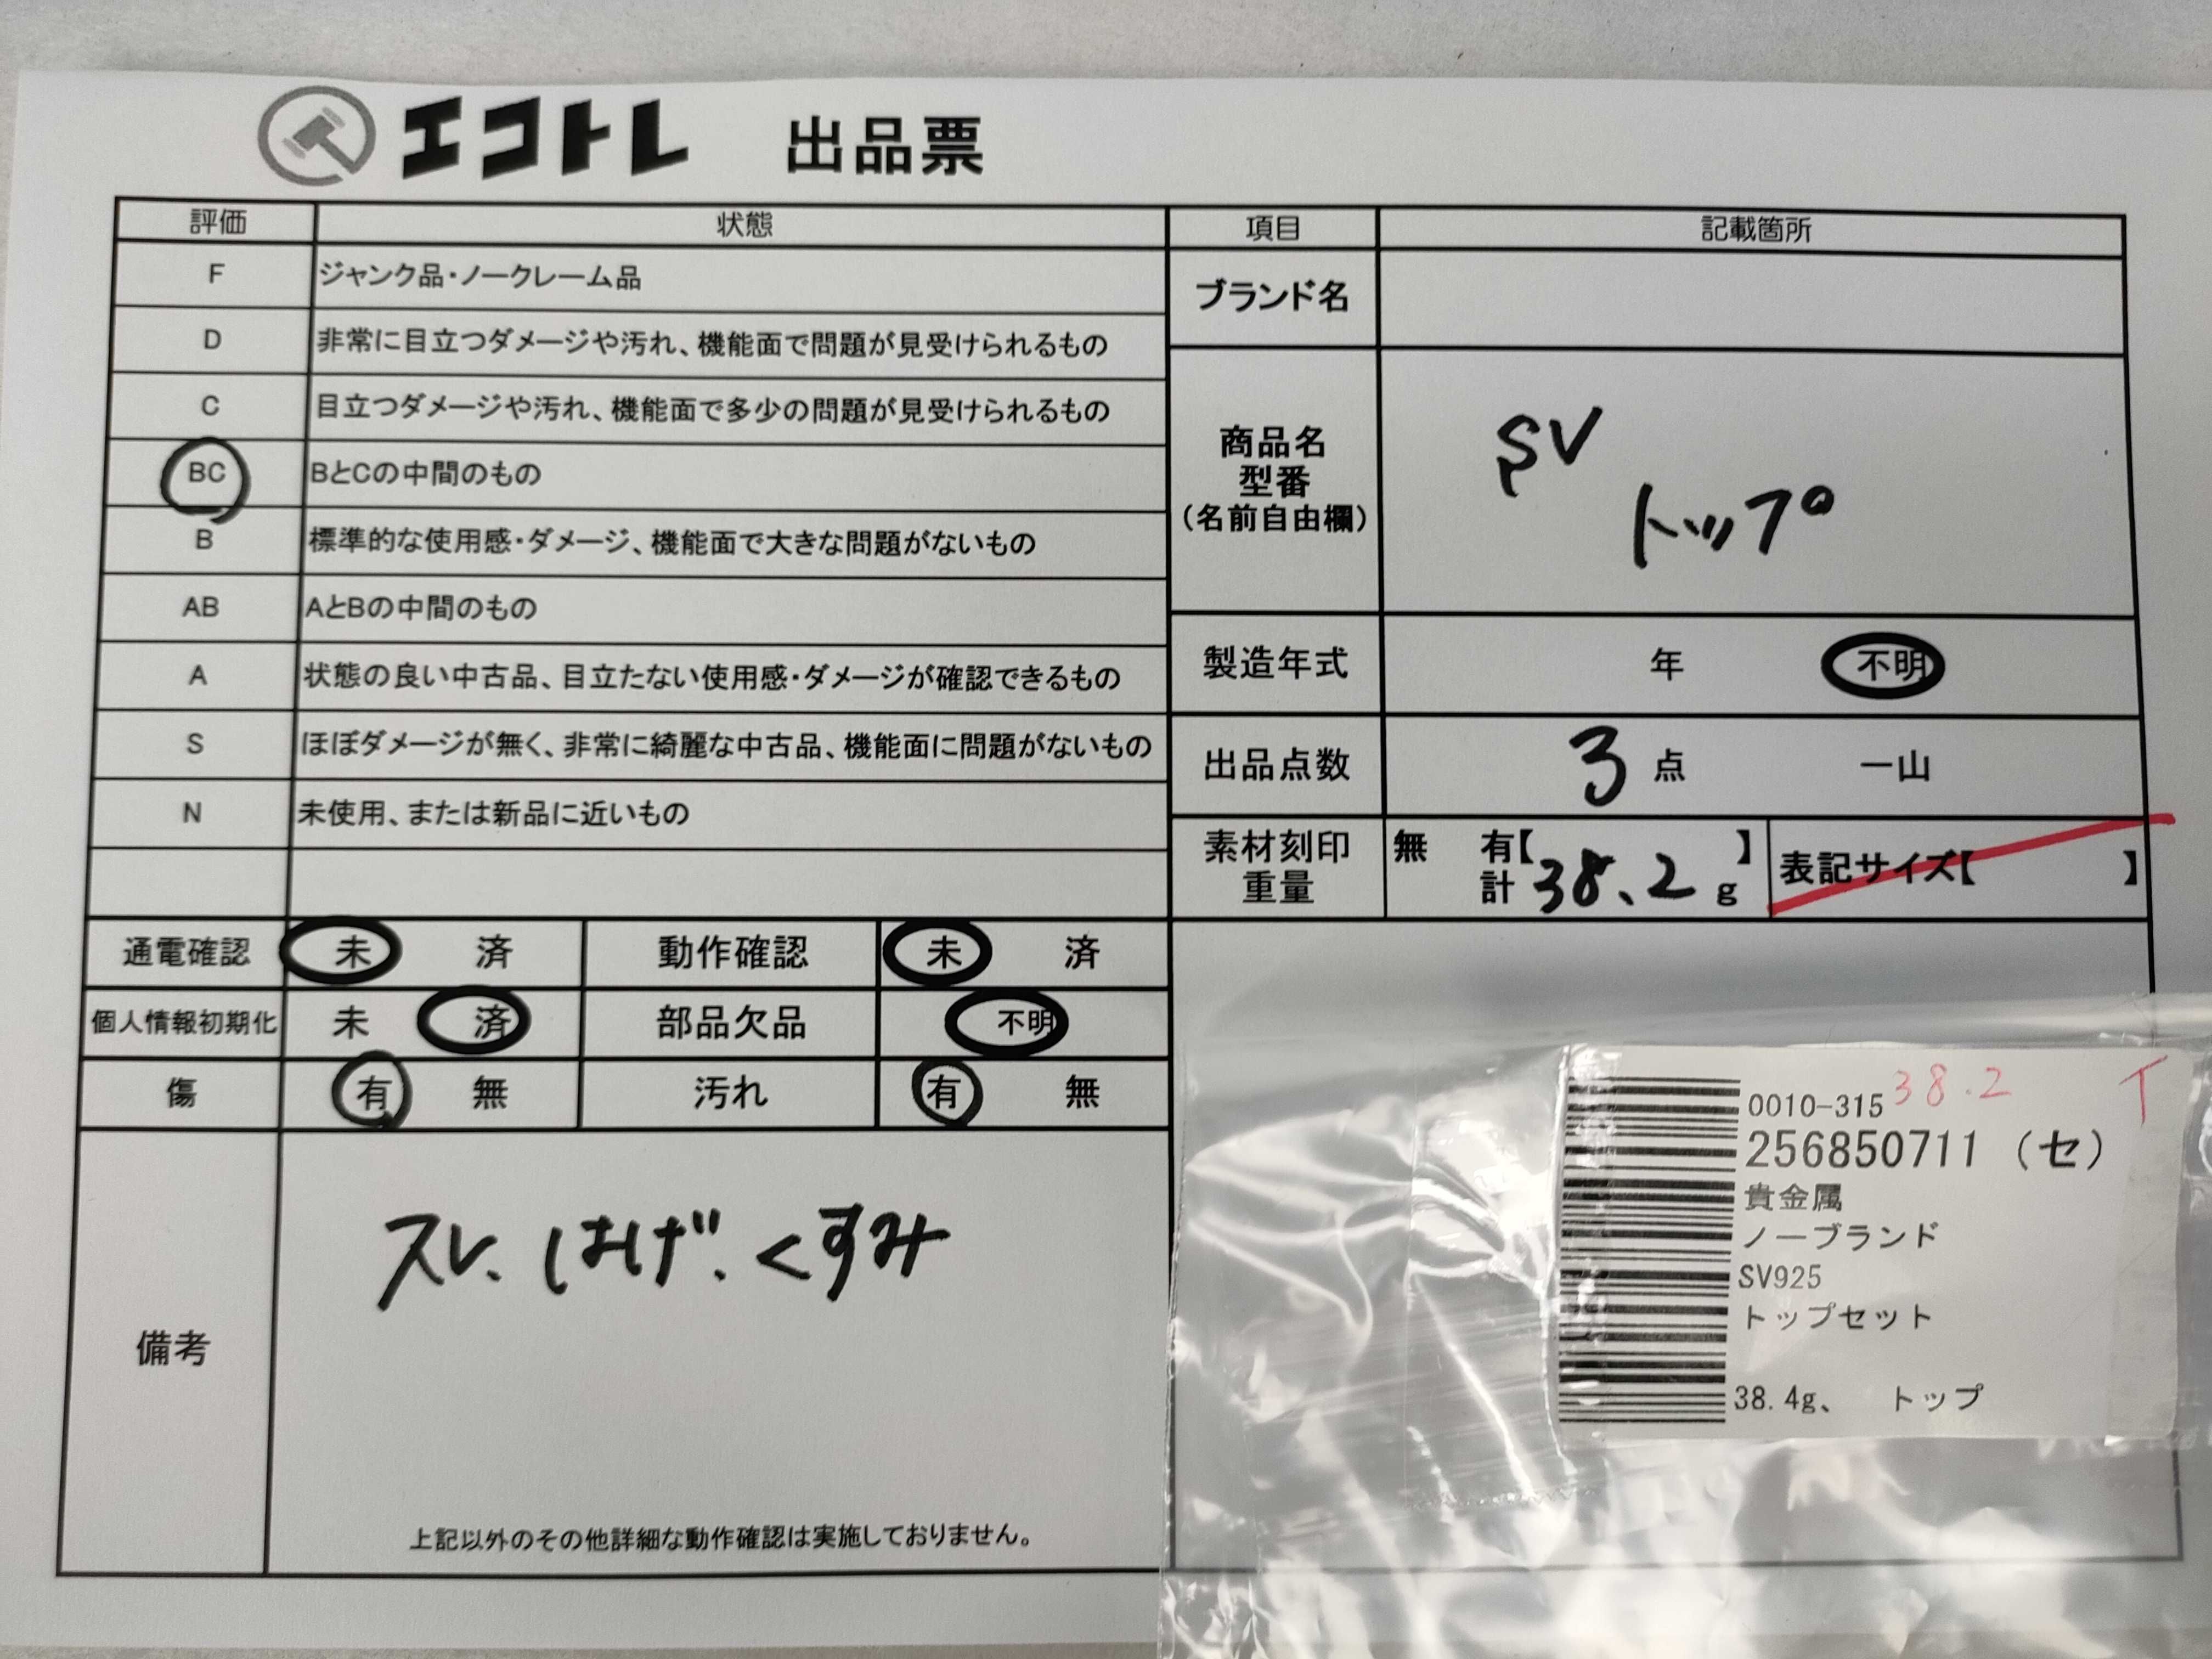 エコトレ 出品票
評価 状態
F ジャンク品・ノークレーム品
D 非常に目立つダメージや汚れ、機能面で問題が見受けられるもの
C 目立つダメージや汚れ、機能面で多少の問題が見受けられるもの
BC BとCの中間のもの
B 標準的な使用感・ダメージ、機能面で大きな問題がないもの
AB AとBの中間のもの
A 状態の良い中古品、目立たない使用感・ダメージが確認できるもの
S ほぼダメージが無く、非常に綺麗な中古品、機能面に問題がないもの
N 未使用、または新品に近いもの
項目 記載箇所
ブランド名
商品名
型番
(名前自由欄)
SV
トップ
製造年式 年 不明
出品点数 3 点 一山
素材刻印 無 有【 】
重量 計 38.2 g
表記サイズ【 】
通電確認 未 済 動作確認 未 済
個人情報初期化 未 済 部品欠品 不明
傷 有 無 汚れ 有 無
備考
スレ、はげ、くすみ
上記以外のその他詳細な動作確認は実施しておりません。
0010-315 38.2 T
256850711 (セ)
貴金属
ノーブランド
SV925
トップセット
38.4g、 トップ